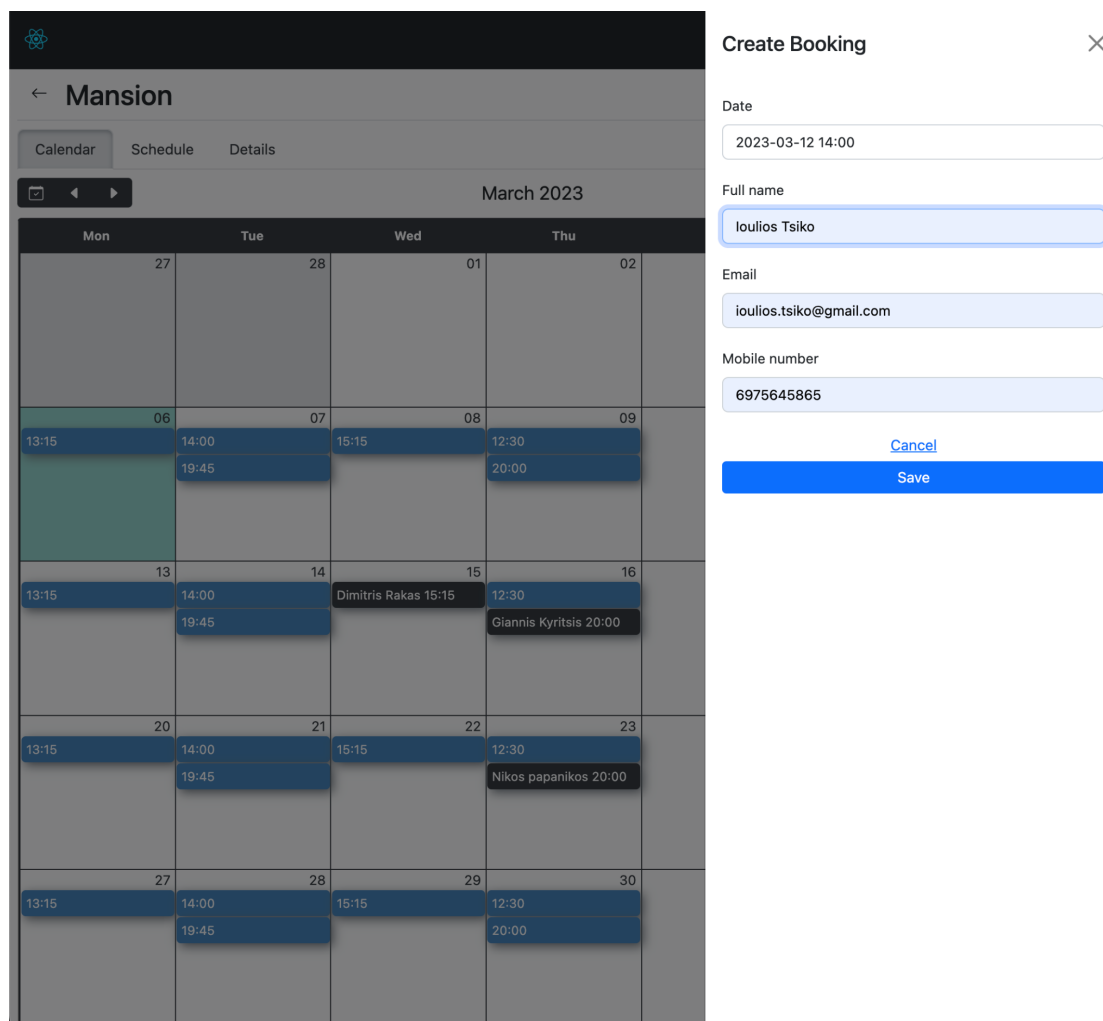 Mansion
Calendar Schedule Details
March 2023
Mon Tue Wed Thu
27 28 01 02
06 07 08 09
13:15 14:00 15:15 12:30
19:45 20:00
13 14 15 16
13:15 14:00 Dimitris Rakas 15:15 12:30
19:45 Giannis Kyritsis 20:00
20 21 22 23
13:15 14:00 15:15 12:30
19:45 Nikos papanikos 20:00
27 28 29 30
13:15 14:00 15:15 12:30
19:45 20:00
Create Booking
Date
2023-03-12 14:00
Full name
Ioulios Tsiko
Email
ioulios.tsiko@gmail.com
Mobile number
6975645865
Cancel
Save